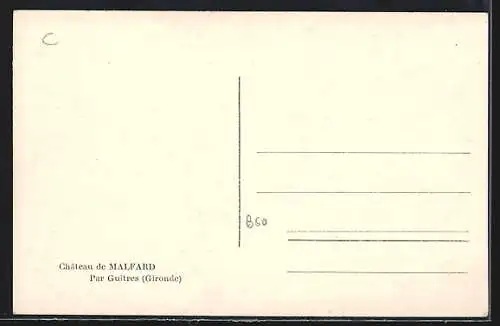 C
B60
Château de MALFARD
Par Guitres (Gironde)